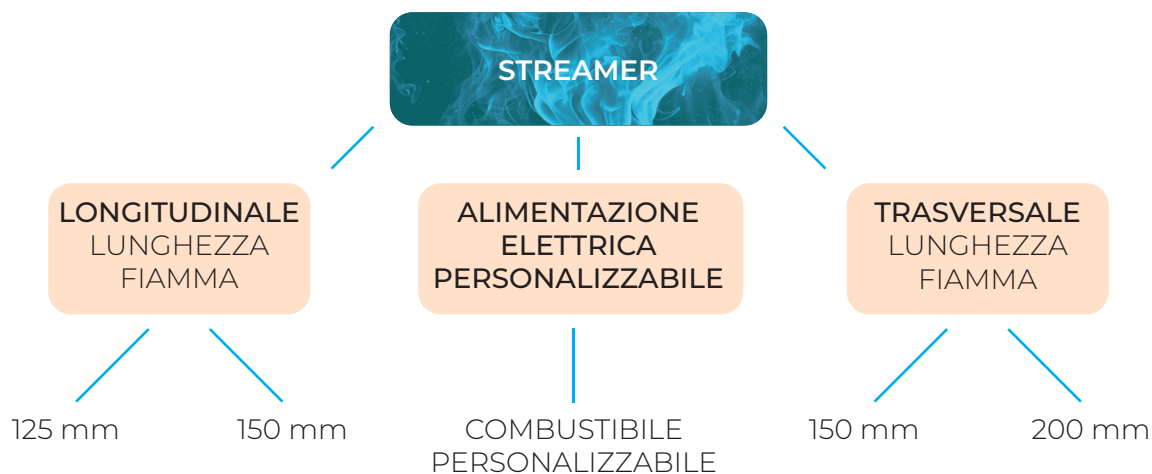 STREAMER
LONGITUDINALE
LUNGHEZZA
FIAMMA
ALIMENTAZIONE
ELETTRICA
PERSONALIZZABILE
TRASVERSALE
LUNGHEZZA
FIAMMA
125 mm
150 mm
COMBUSTIBILE
PERSONALIZZABILE
150 mm
200 mm